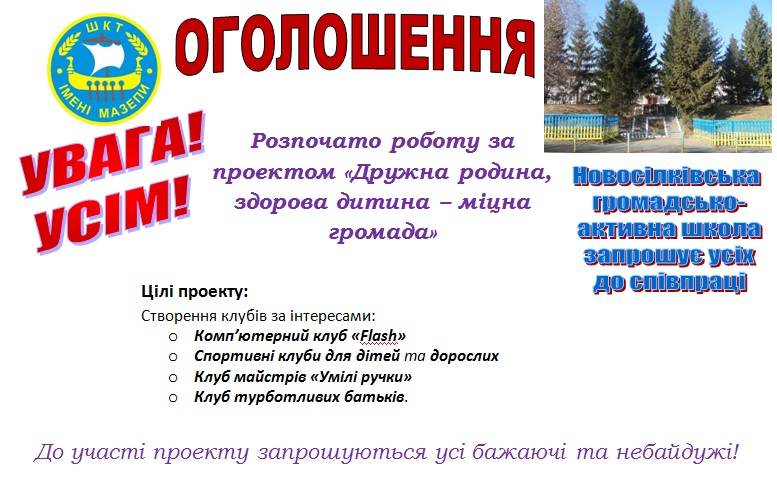 ШКТ
ІМЕНІ МАЗЕПИ
ОГОЛОШЕННЯ
УВАГА!
УСІМ!
Розпочато роботу за
проектом «Дружна родина,
здорова дитина – міцна
громада»
Новосілківська
громадсько-
активна школа
запрошує усіх
до співпраці
Цілі проекту:
Створення клубів за інтересами:
o Комп’ютерний клуб «Flash»
o Спортивні клуби для дітей та дорослих
o Клуб майстрів «Умілі ручки»
o Клуб турботливих батьків.
До участі проекту запрошуються усі бажаючі та небайдужі!